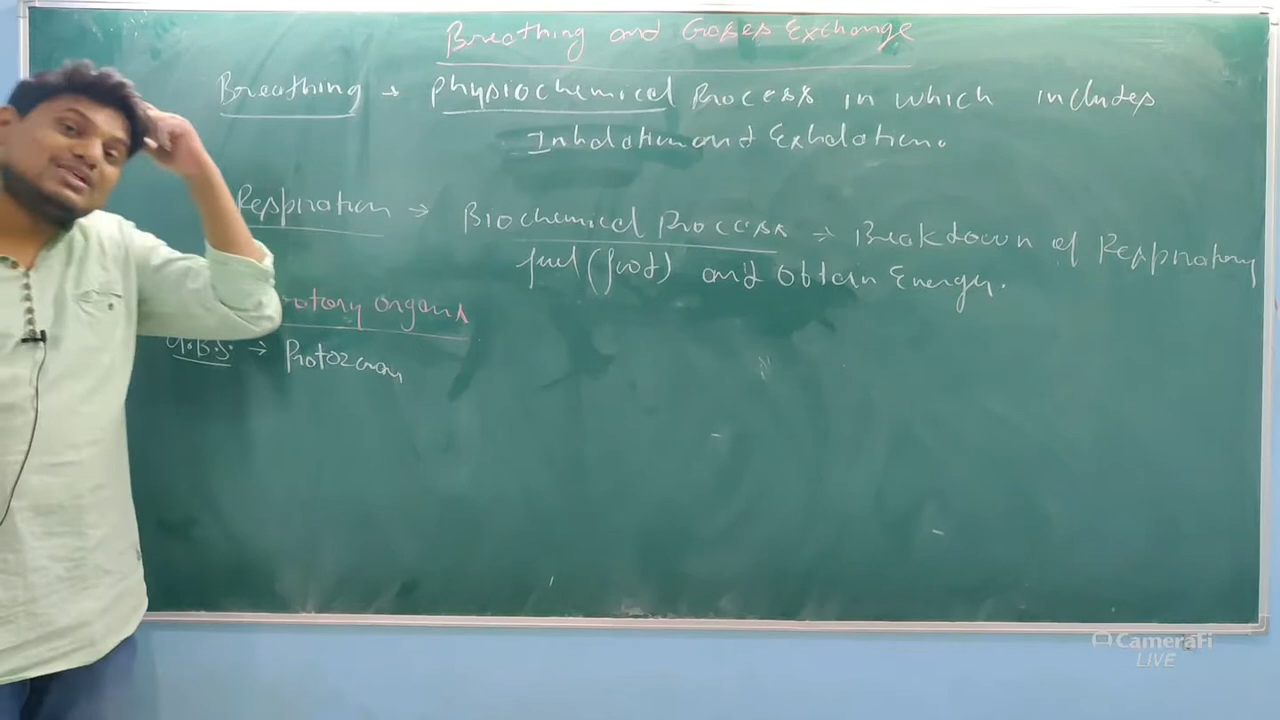 Breathing and Gases Exchange
Breathing → Physiochemical Process in which includes
Inhalation and Exhalation.
Respiration → Biochemical Process → Breakdown of Respiratory
fuel (food) and Obtain Energy.
ratory organs
G.B.S. → Protozoan
CameraFi
LIVE